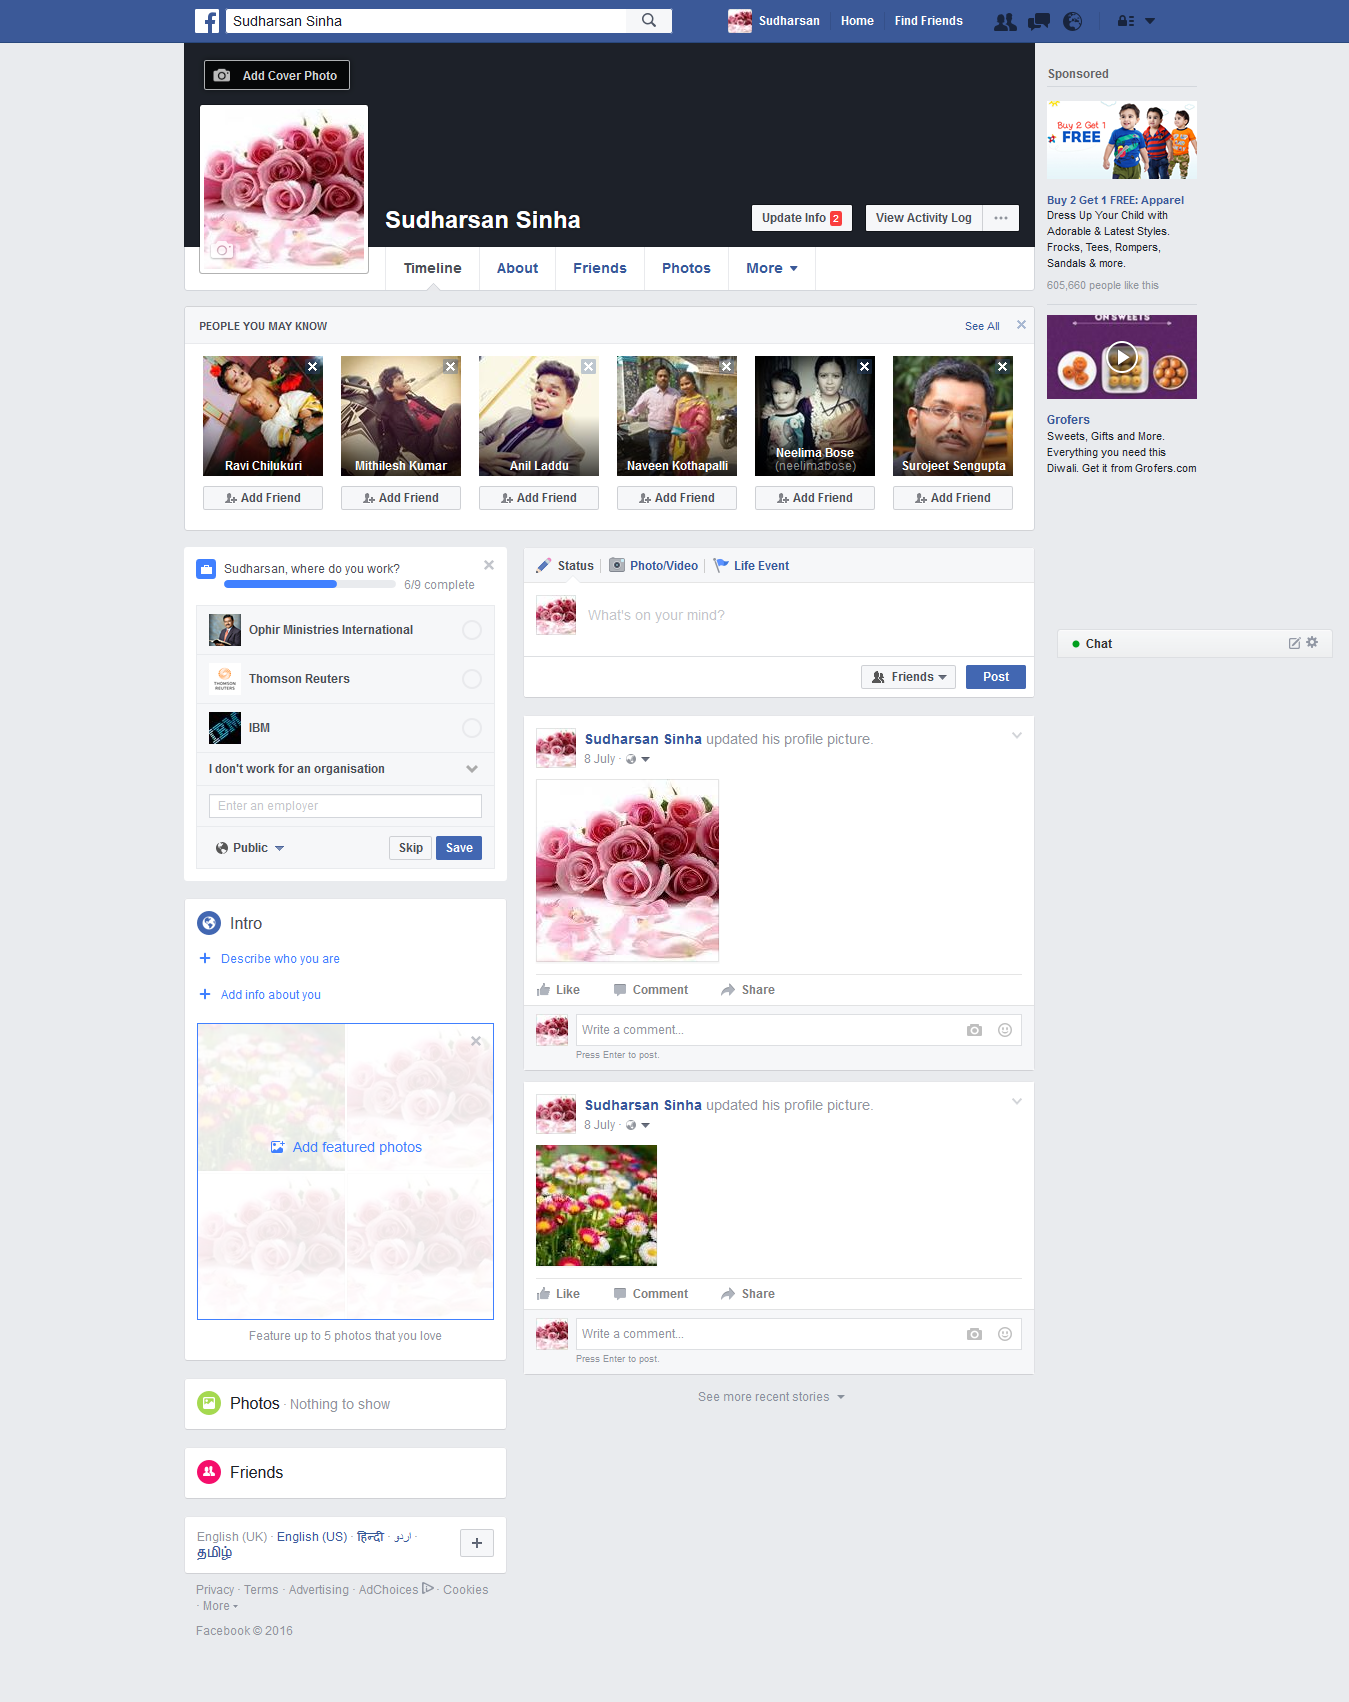 Sudharsan Sinha
Sudharsan
Home
Find Friends
Add Cover Photo
Sudharsan Sinha
Update Info 2
View Activity Log
Timeline
About
Friends
Photos
More
PEOPLE YOU MAY KNOW
See All
Ravi Chilukuri
Mithilesh Kumar
Anil Laddu
Naveen Kothapalli
Neelima Bose
(neelimabose)
Surojeet Sengupta
Add Friend
Add Friend
Add Friend
Add Friend
Add Friend
Add Friend
Sudharsan, where do you work?
6/9 complete
Ophir Ministries International
THOMSON
REUTERS
Thomson Reuters
IBM
IBM
I don't work for an organisation
Enter an employer
Public
Skip
Save
Intro
Describe who you are
Add info about you
Add featured photos
Feature up to 5 photos that you love
Photos · Nothing to show
Friends
English (UK) · English (US) · हिन्दी · اردو ·
தமிழ்
Privacy · Terms · Advertising · AdChoices · Cookies
· More
Facebook © 2016
Status
Photo/Video
Life Event
What's on your mind?
Friends
Post
Sudharsan Sinha updated his profile picture.
8 July ·
Like
Comment
Share
Write a comment...
Press Enter to post.
Sudharsan Sinha updated his profile picture.
8 July ·
Like
Comment
Share
Write a comment...
Press Enter to post.
See more recent stories
Sponsored
Buy 2 Get 1
FREE
Buy 2 Get 1 FREE: Apparel
Dress Up Your Child with
Adorable & Latest Styles.
Frocks, Tees, Rompers,
Sandals & more.
605,660 people like this
ON SWEETS
Grofers
Sweets, Gifts and More.
Everything you need this
Diwali. Get it from Grofers.com
Chat